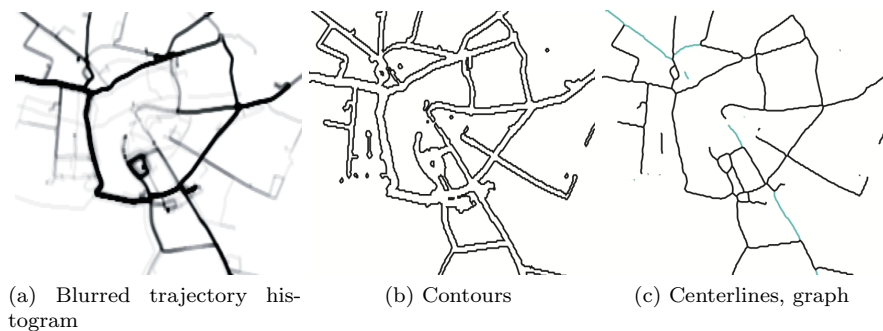 (a) Blurred trajectory his-
togram
(b) Contours
(c) Centerlines, graph